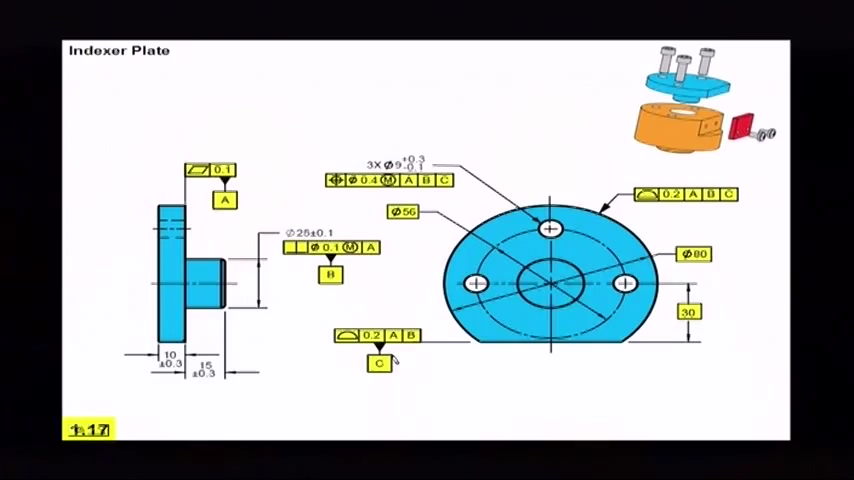 Indexer Plate
0.1
A
3X Ø9 +0.3 -0.1
⌖ Ø 0.4 Ⓜ A B C
0.2 A B C
Ø56
Ø25±0.1
⟂ Ø 0.1 Ⓜ A
B
Ø80
30
0.2 A B
C
10
±0.3
15
±0.3
1.17